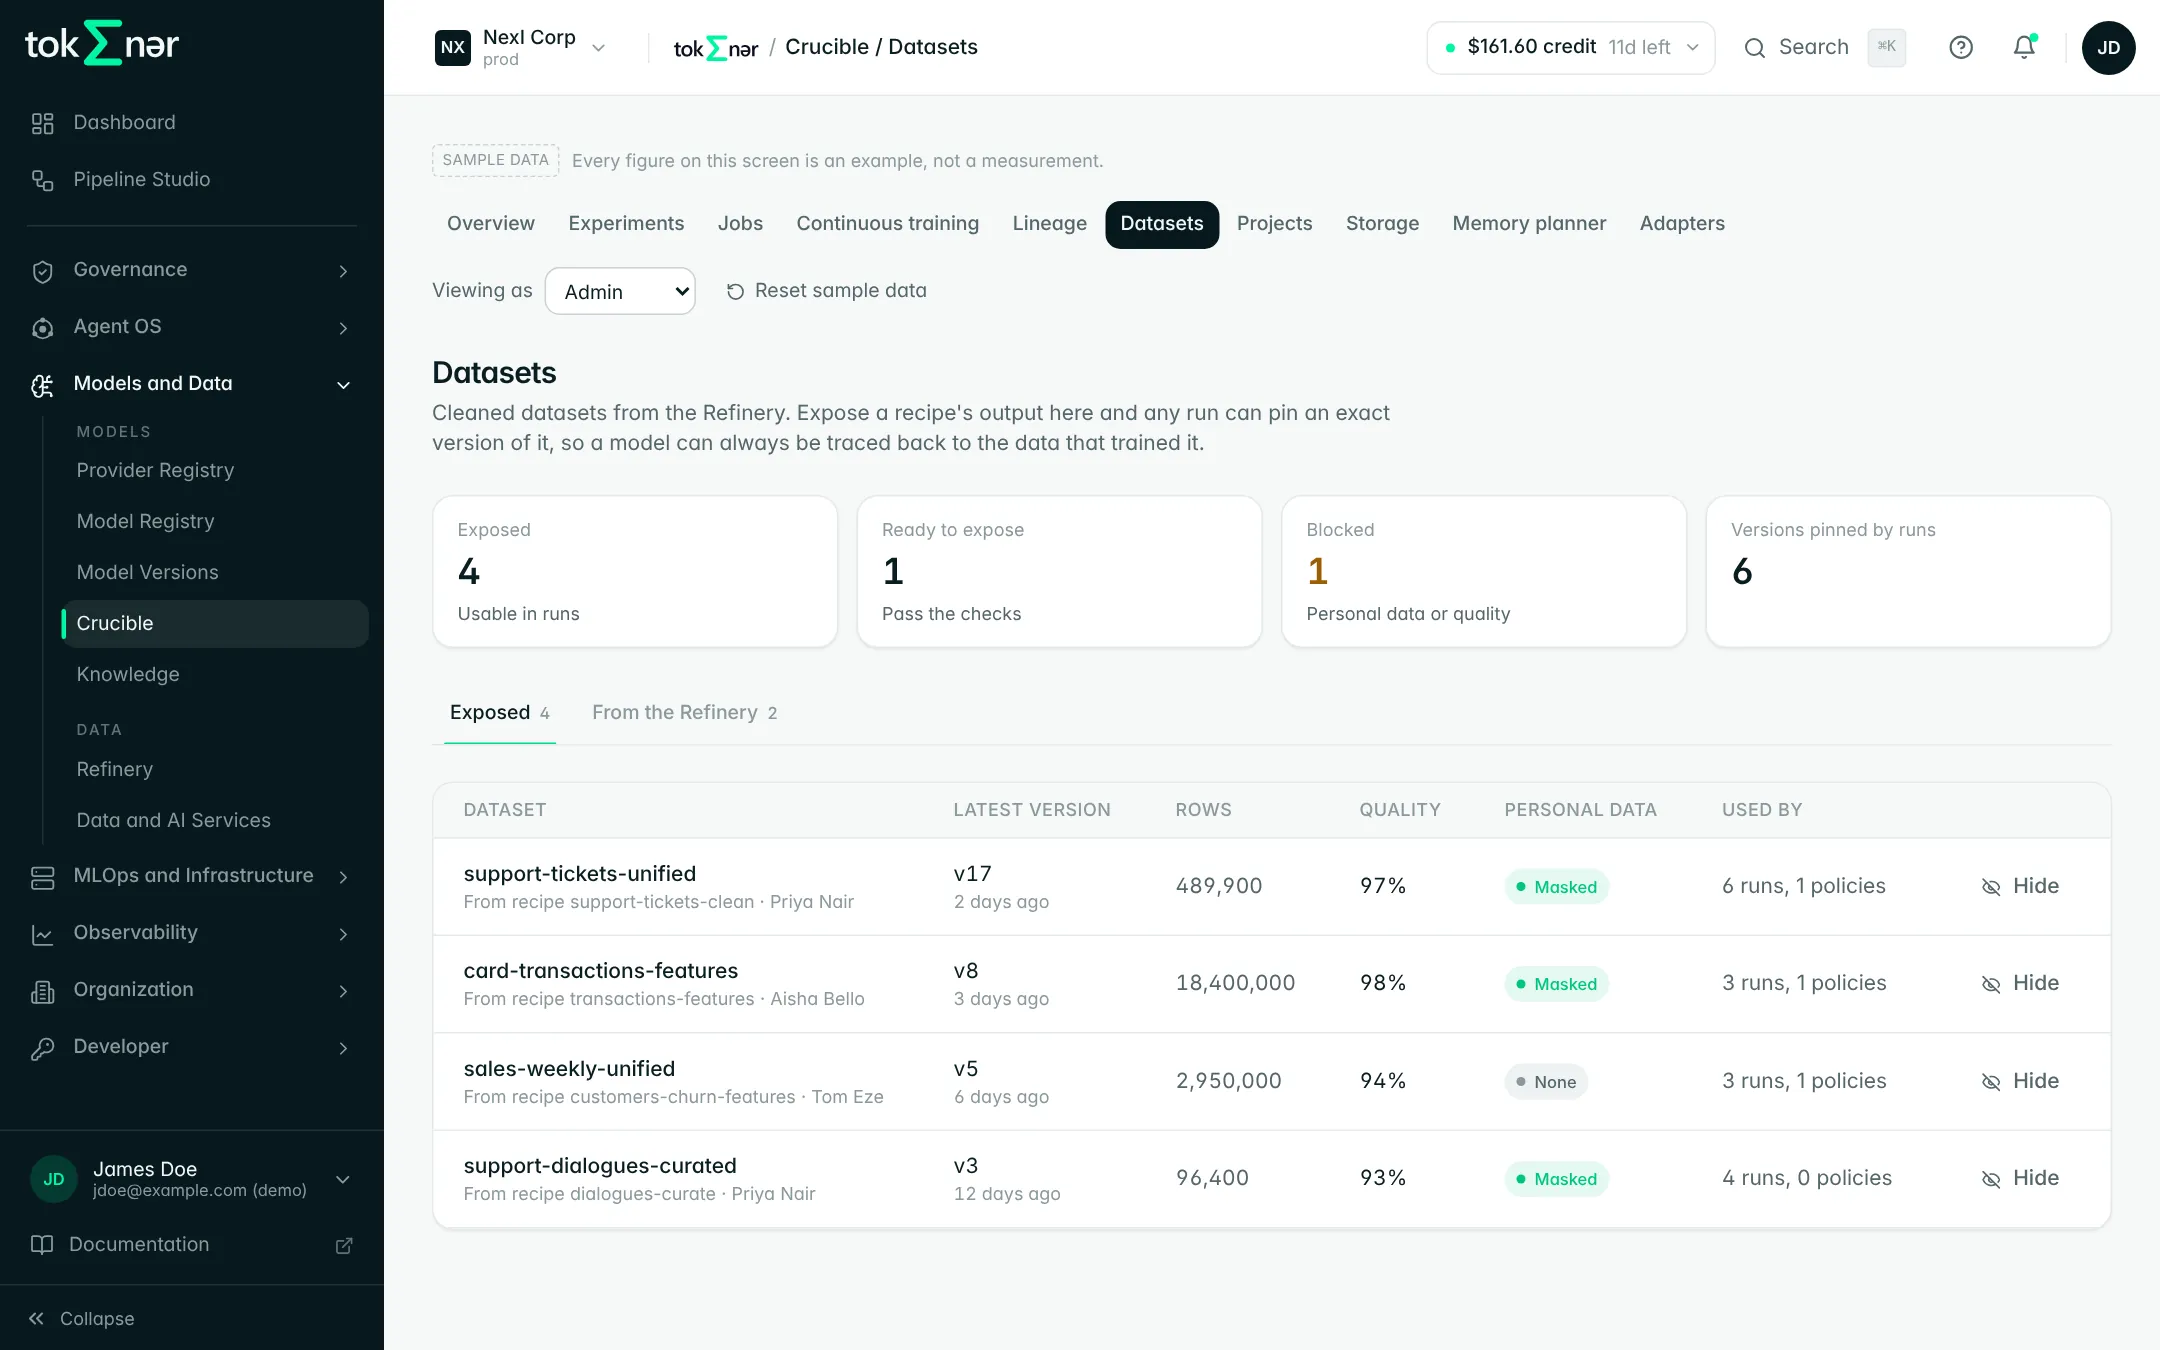 tokΣnər
Dashboard
Pipeline Studio
Governance
Agent OS
Models and Data
MODELS
Provider Registry
Model Registry
Model Versions
Crucible
Knowledge
DATA
Refinery
Data and AI Services
MLOps and Infrastructure
Observability
Organization
Developer
JD
James Doe
jdoe@example.com (demo)
Documentation
Collapse
NX
Nexl Corp
prod
tokΣnər / Crucible / Datasets
$161.60 credit 11d left
Search ⌘K
JD
SAMPLE DATA Every figure on this screen is an example, not a measurement.
Overview Experiments Jobs Continuous training Lineage Datasets Projects Storage Memory planner Adapters
Viewing as Admin Reset sample data
Datasets
Cleaned datasets from the Refinery. Expose a recipe's output here and any run can pin an exact
version of it, so a model can always be traced back to the data that trained it.
Exposed
4
Usable in runs
Ready to expose
1
Pass the checks
Blocked
1
Personal data or quality
Versions pinned by runs
6
Exposed 4 From the Refinery 2
DATASET LATEST VERSION ROWS QUALITY PERSONAL DATA USED BY
support-tickets-unified v17 489,900 97% Masked 6 runs, 1 policies Hide
From recipe support-tickets-clean · Priya Nair 2 days ago
card-transactions-features v8 18,400,000 98% Masked 3 runs, 1 policies Hide
From recipe transactions-features · Aisha Bello 3 days ago
sales-weekly-unified v5 2,950,000 94% None 3 runs, 1 policies Hide
From recipe customers-churn-features · Tom Eze 6 days ago
support-dialogues-curated v3 96,400 93% Masked 4 runs, 0 policies Hide
From recipe dialogues-curate · Priya Nair 12 days ago